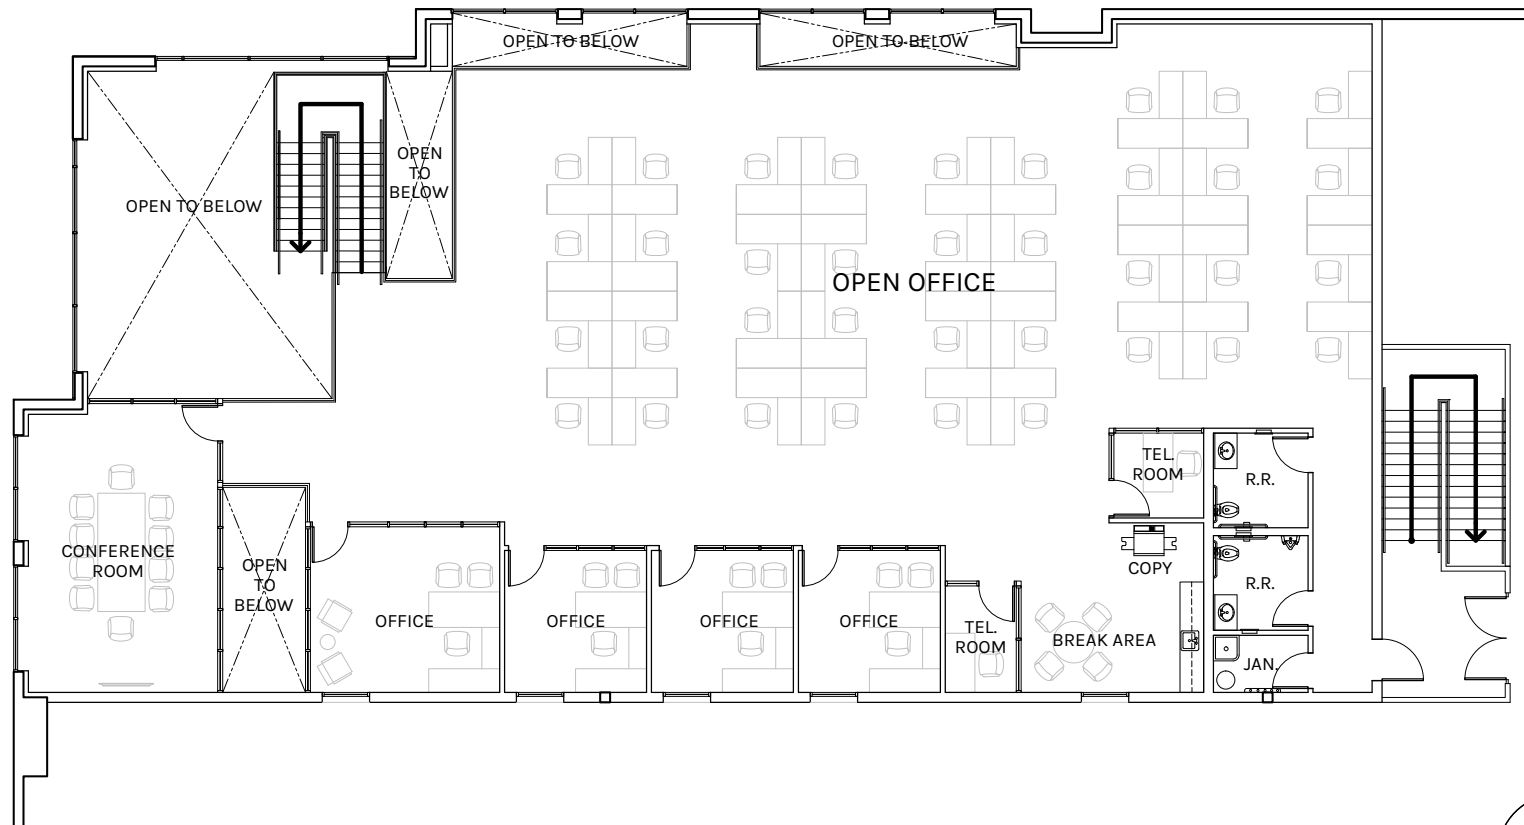 OPEN TO BELOW
OPEN TO BELOW
OPEN
TO
BELOW
OPEN TO BELOW
OPEN OFFICE
TEL.
ROOM
R.R.
CONFERENCE
ROOM
OPEN
TO
BELOW
COPY
R.R.
OFFICE
OFFICE
OFFICE
OFFICE
TEL.
ROOM
BREAK AREA
JAN.